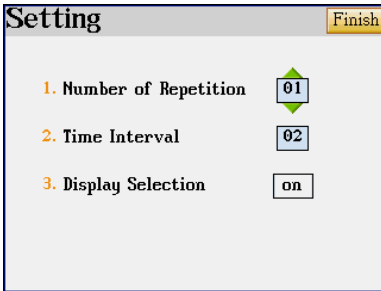 Setting
Finish
1. Number of Repetition 01
2. Time Interval 02
3. Display Selection on